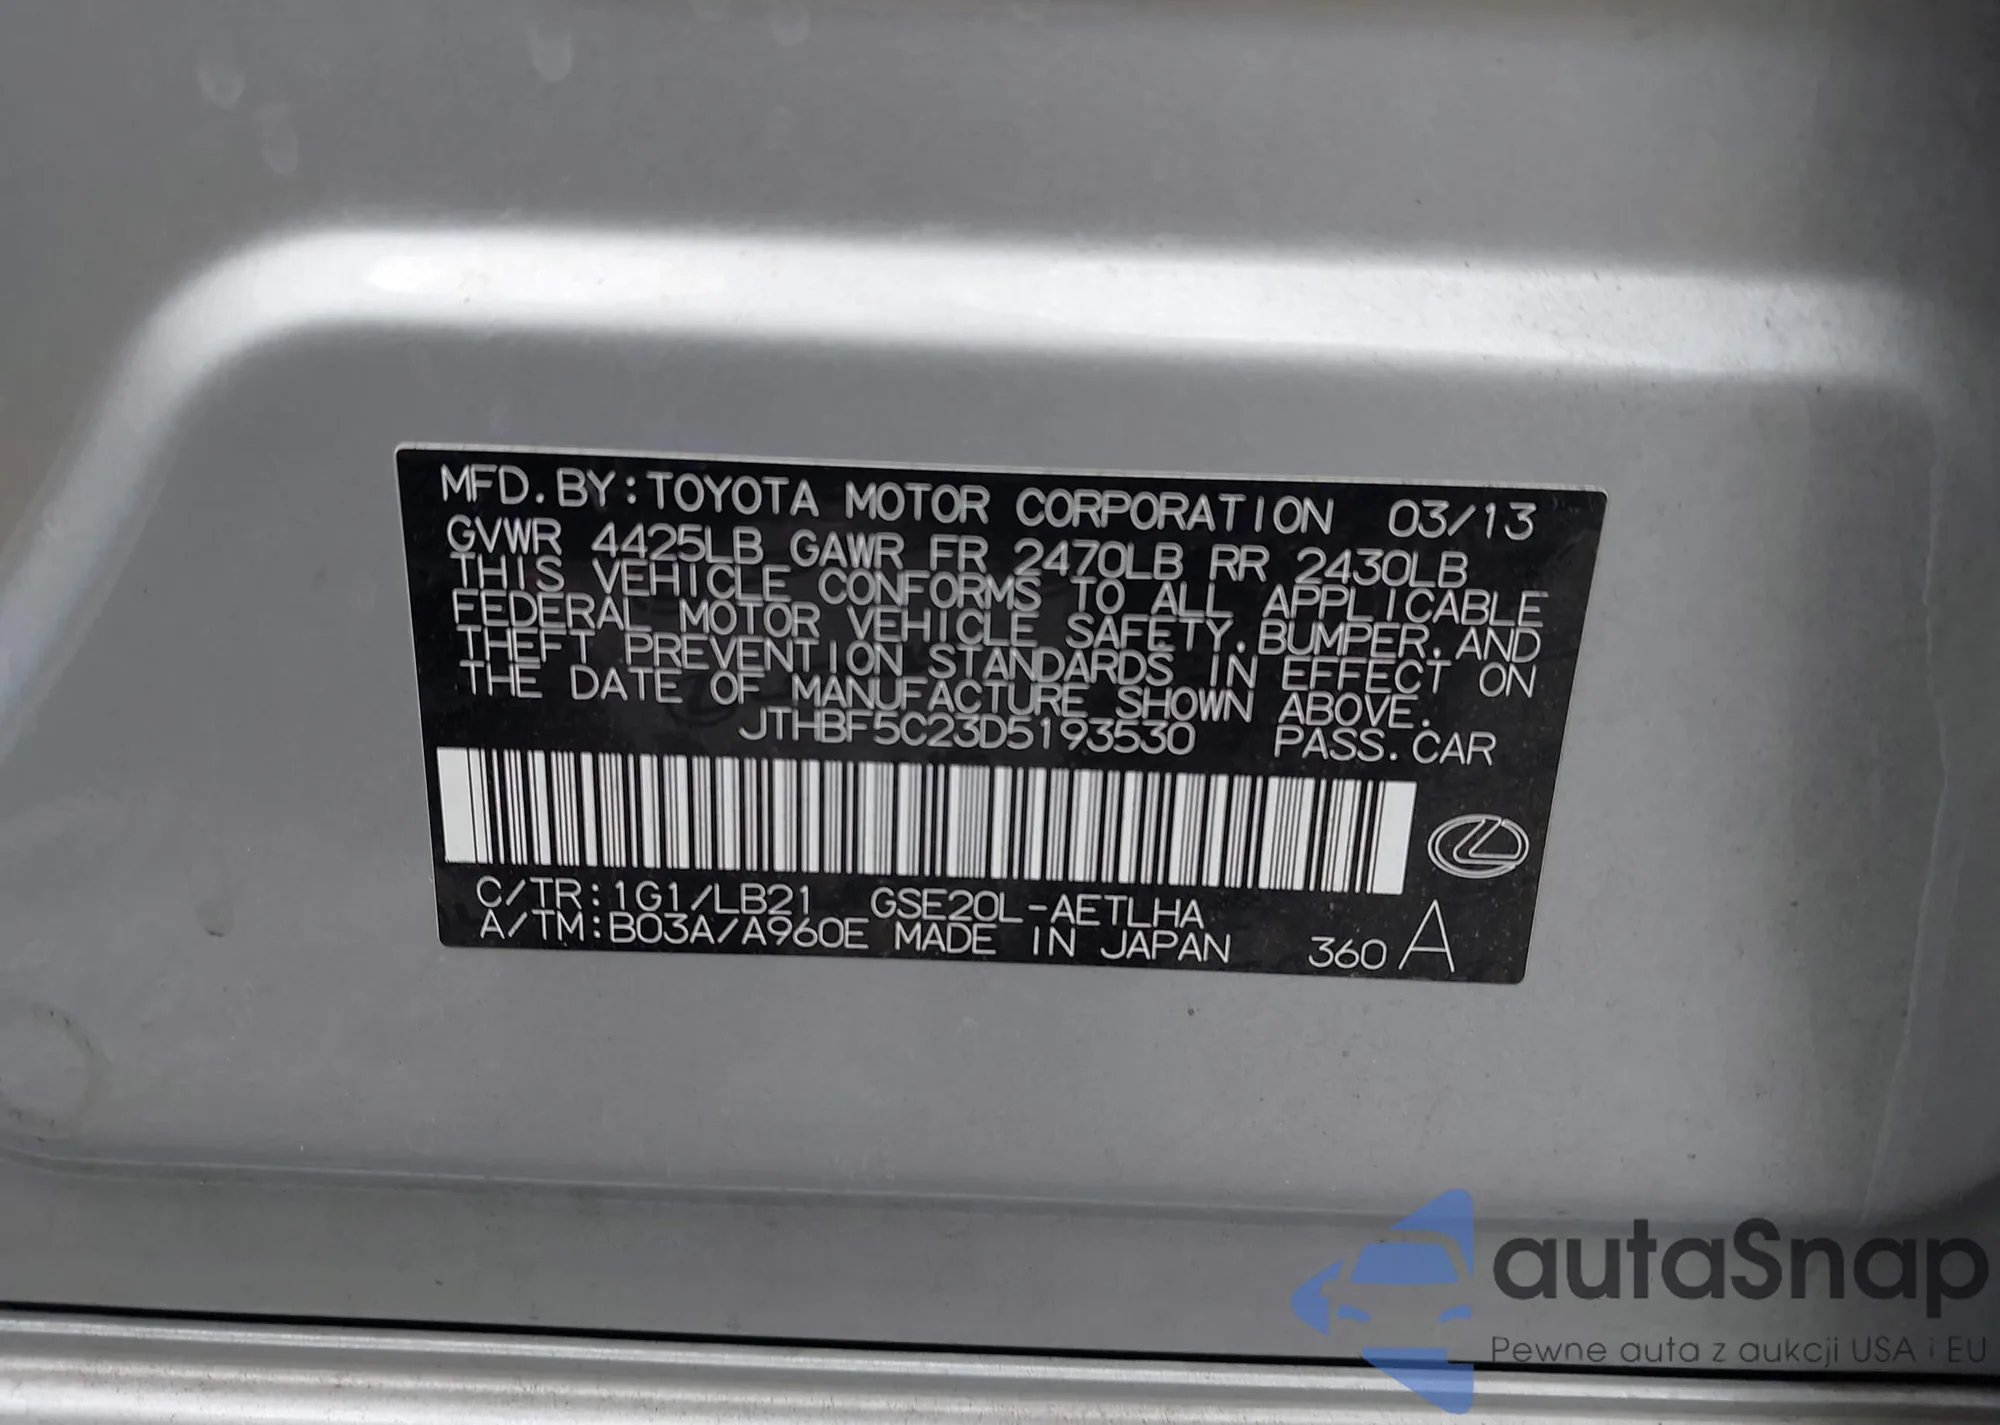 MFD. BY: TOYOTA MOTOR CORPORATION 03/13
GVWR 4425LB GAWR FR 2470LB RR 2430LB
THIS VEHICLE CONFORMS TO ALL APPLICABLE
FEDERAL MOTOR VEHICLE SAFETY, BUMPER, AND
THEFT PREVENTION STANDARDS IN EFFECT ON
THE DATE OF MANUFACTURE SHOWN ABOVE.
JTHBF5C23D5193530 PASS. CAR
C/TR: 1G1/LB21 GSE20L-AETLHA
A/TM: B03A/A960E MADE IN JAPAN 360 A
autaSnap
Pewne auta z aukcji USA i EU